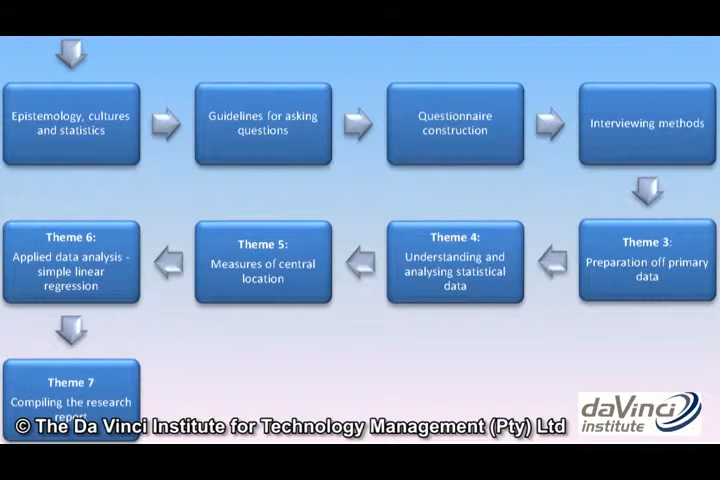 Epistemology, cultures
and statistics
Guidelines for asking
questions
Questionnaire
construction
Interviewing methods
Theme 3:
Preparation off primary
data
Theme 4:
Understanding and
analysing statistical
data
Theme 5:
Measures of central
location
Theme 6:
Applied data analysis -
simple linear
regression
Theme 7
Compiling the research
report
© The Da Vinci Institute for Technology Management (Pty) Ltd
daVinci
institute